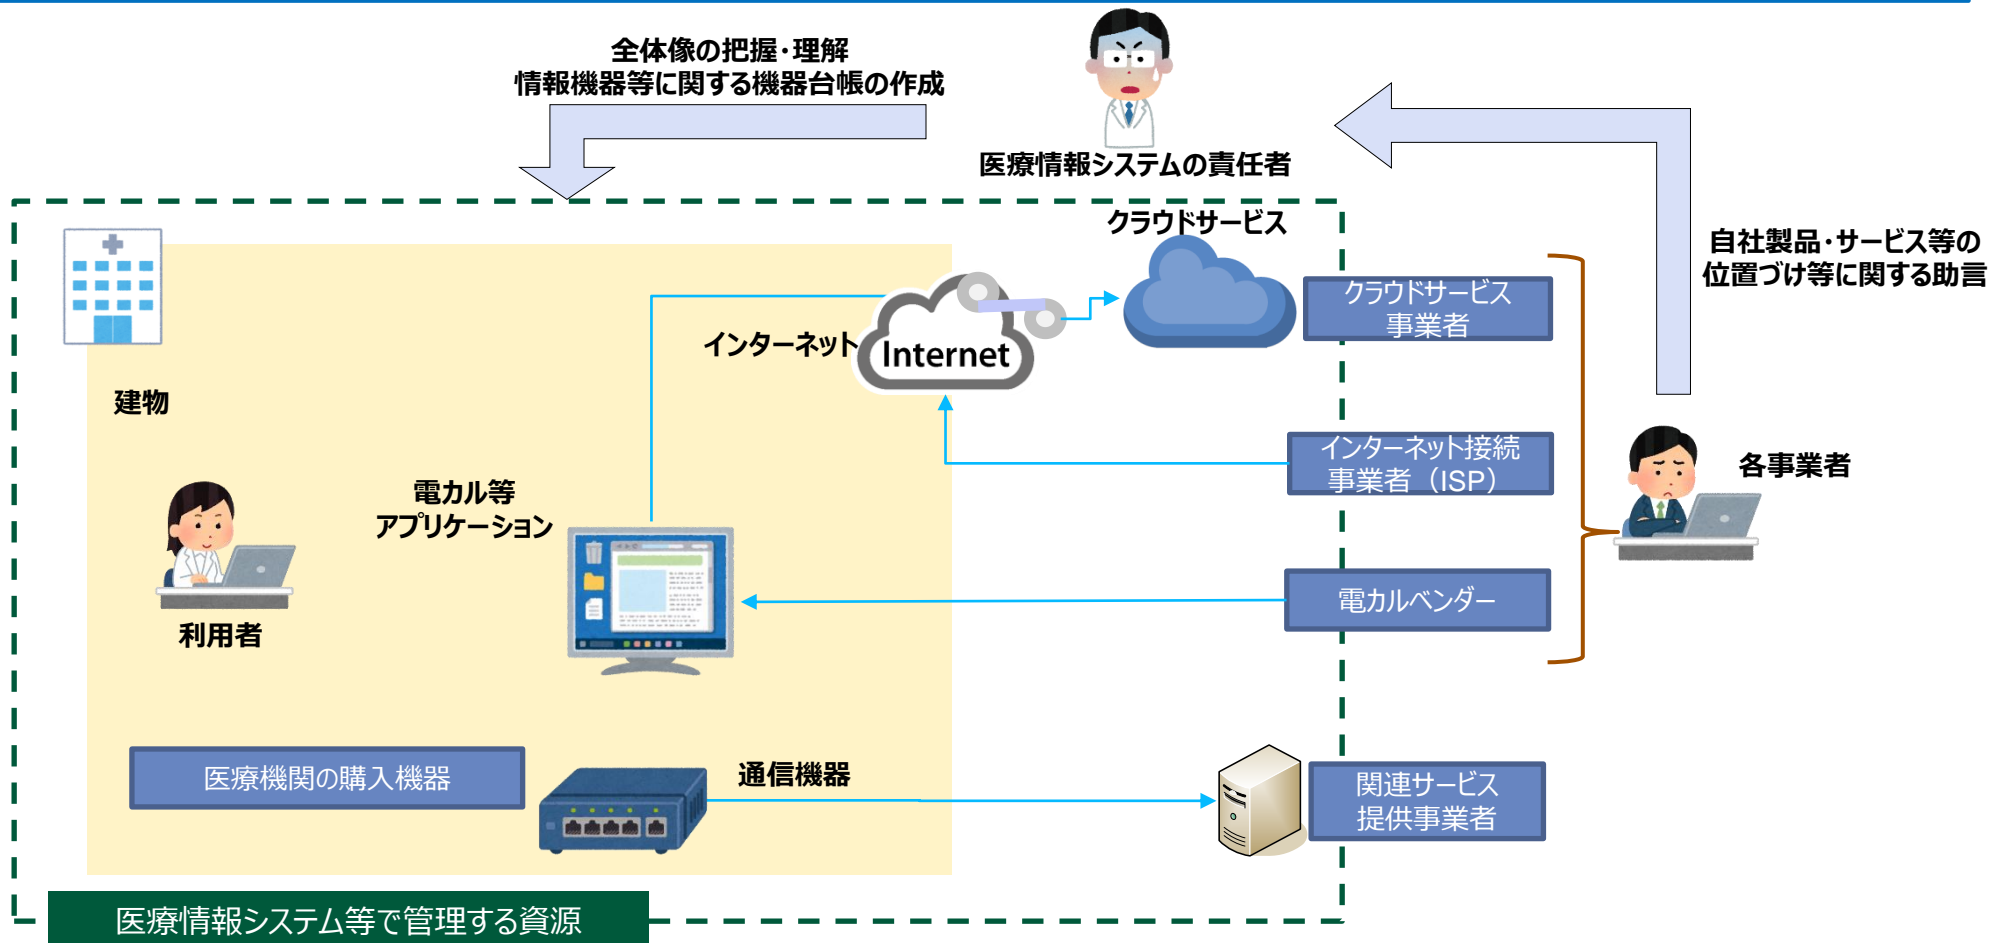 全体像の把握・理解
情報機器等に関する機器台帳の作成
医療情報システムの責任者
クラウドサービス
自社製品・サービス等の
位置づけ等に関する助言
クラウドサービス
事業者
インターネット
Internet
建物
インターネット接続
事業者（ISP）
各事業者
電カル等
アプリケーション
電カルベンダー
利用者
医療機関の購入機器
通信機器
関連サービス
提供事業者
医療情報システム等で管理する資源